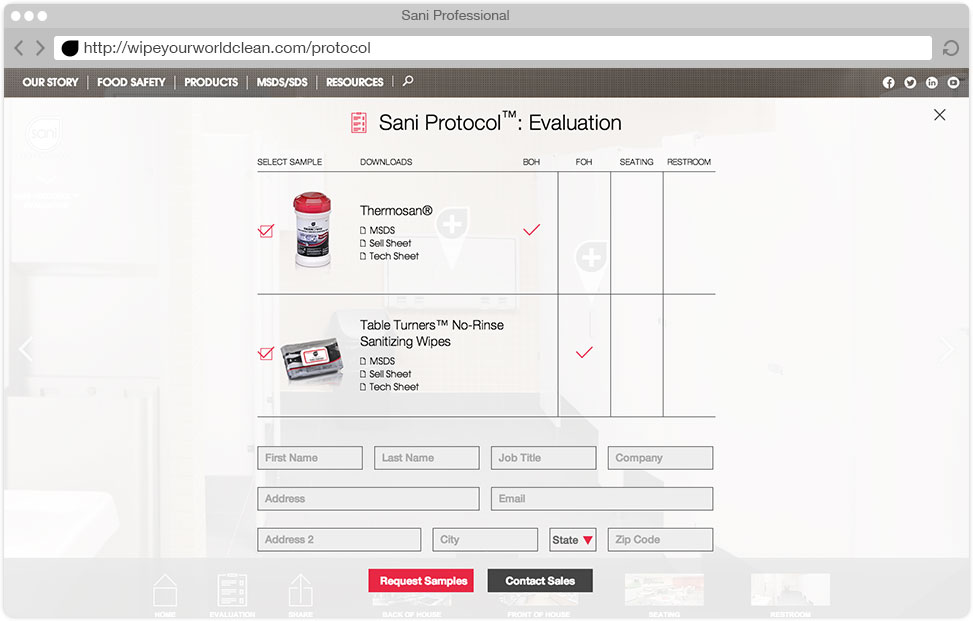 Sani Professional
http://wipeyourworldclean.com/protocol
OUR STORY | FOOD SAFETY | PRODUCTS | MSDS/SDS | RESOURCES
Sani Protocol™: Evaluation
SELECT SAMPLE DOWNLOADS BOH FOH SEATING RESTROOM
Thermosan®
MSDS
Sell Sheet
Tech Sheet
Table Turners™ No-Rinse
Sanitizing Wipes
MSDS
Sell Sheet
Tech Sheet
First Name Last Name Job Title Company
Address Email
Address 2 City State Zip Code
Request Samples Contact Sales
HOME EVALUATION SHARE BACK OF HOUSE FRONT OF HOUSE SEATING RESTROOM